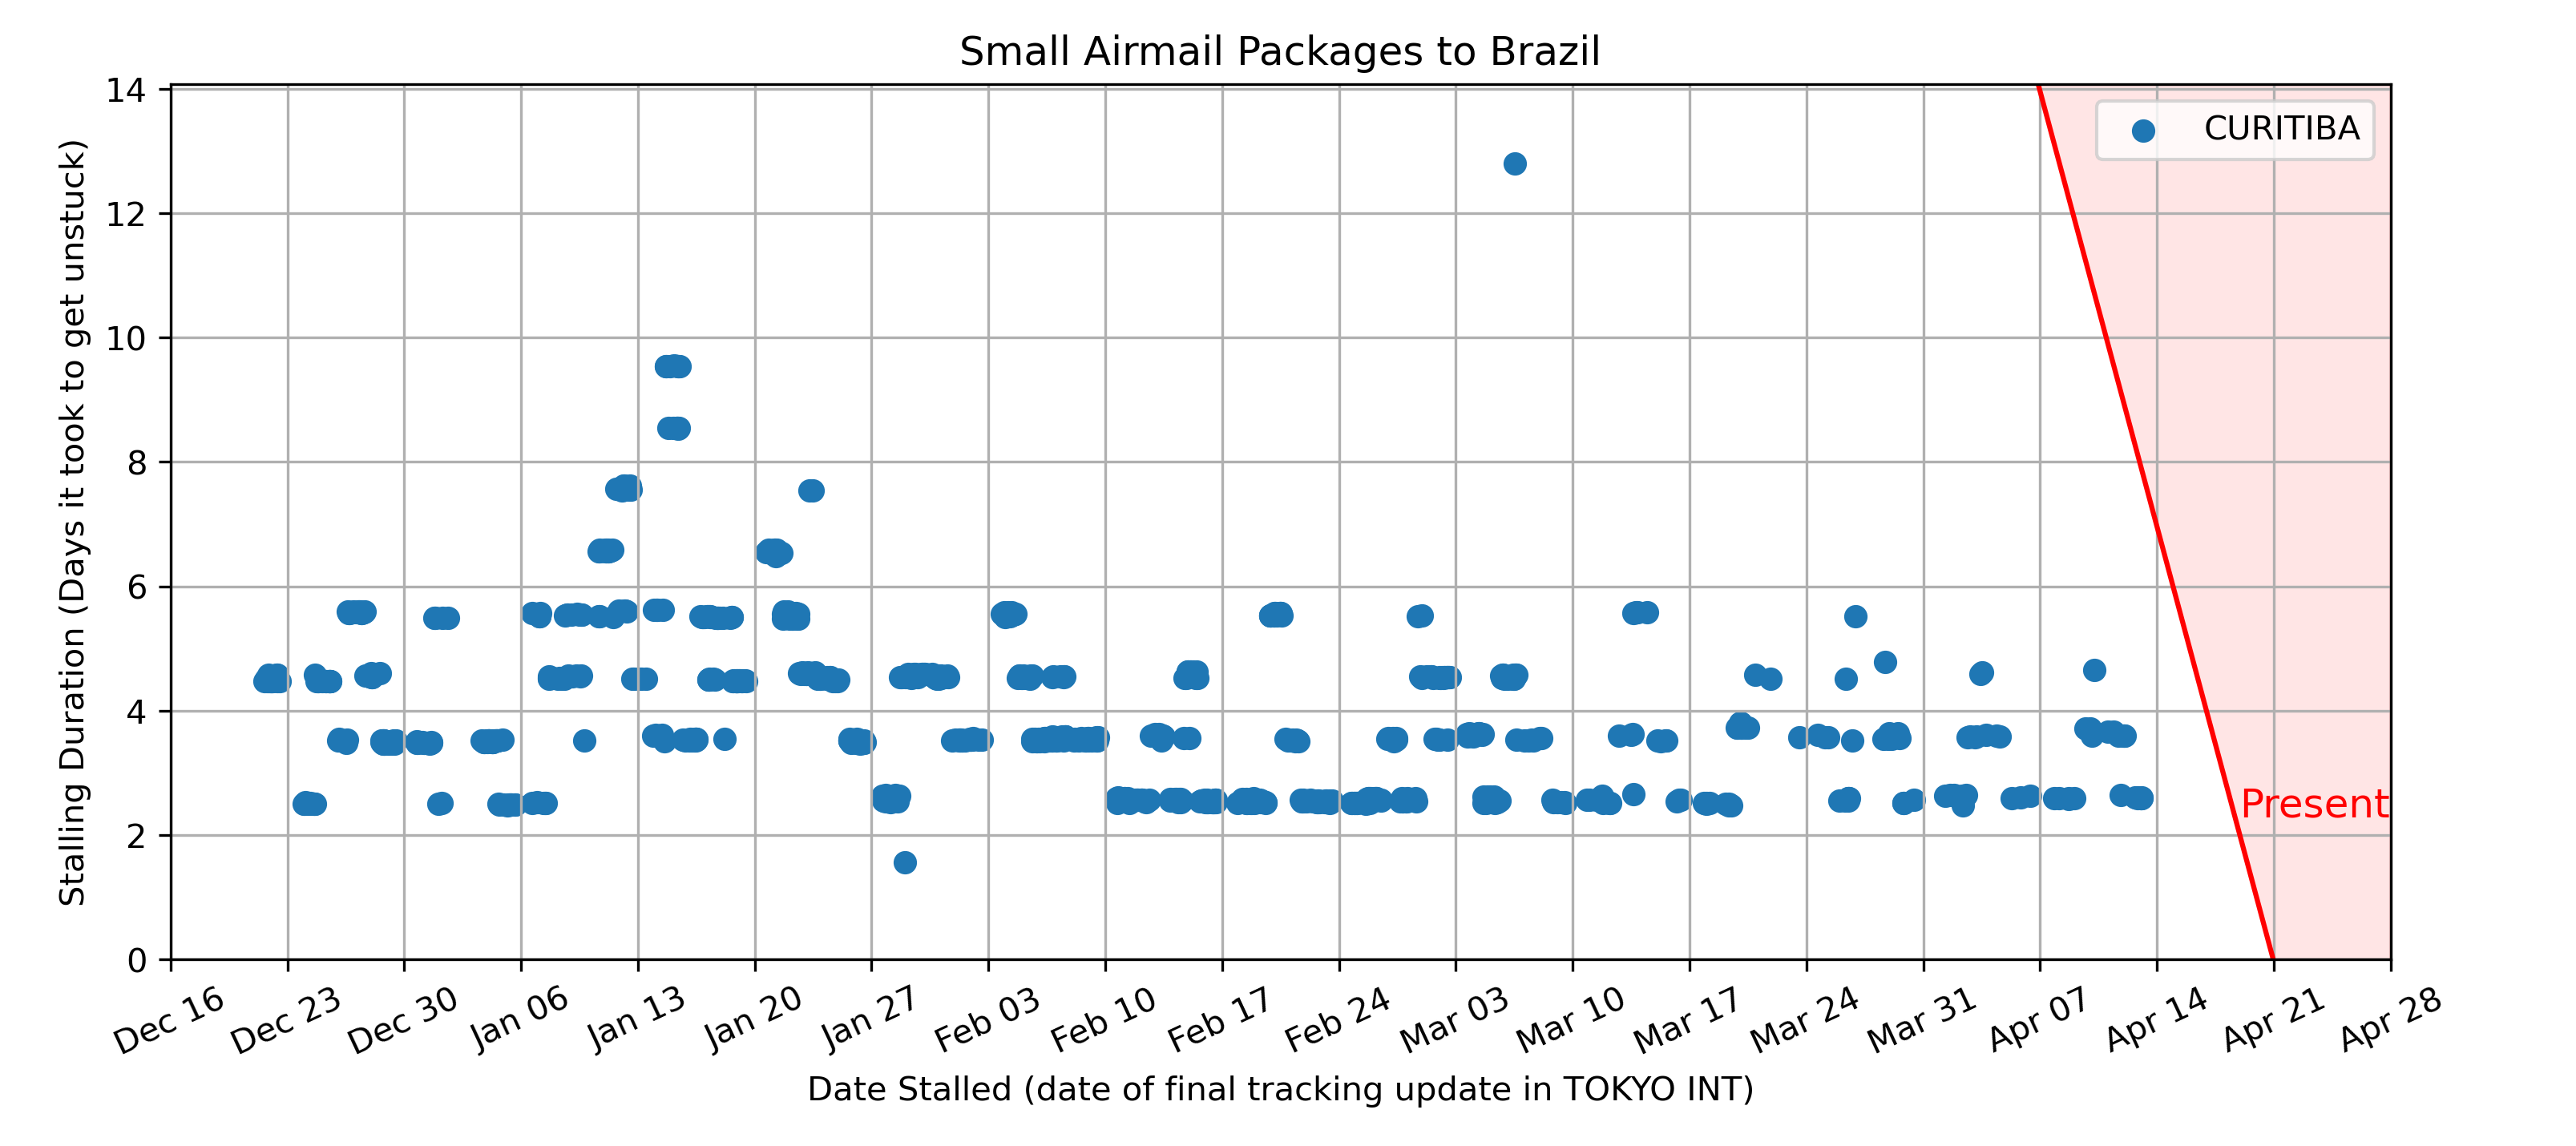 Small Airmail Packages to Brazil
Stalling Duration (Days it took to get unstuck)
14
12
10
8
6
4
2
0
CURITIBA
Present
Dec 16
Dec 23
Dec 30
Jan 06
Jan 13
Jan 20
Jan 27
Feb 03
Feb 10
Feb 17
Feb 24
Mar 03
Mar 10
Mar 17
Mar 24
Mar 31
Apr 07
Apr 14
Apr 21
Apr 28
Date Stalled (date of final tracking update in TOKYO INT)